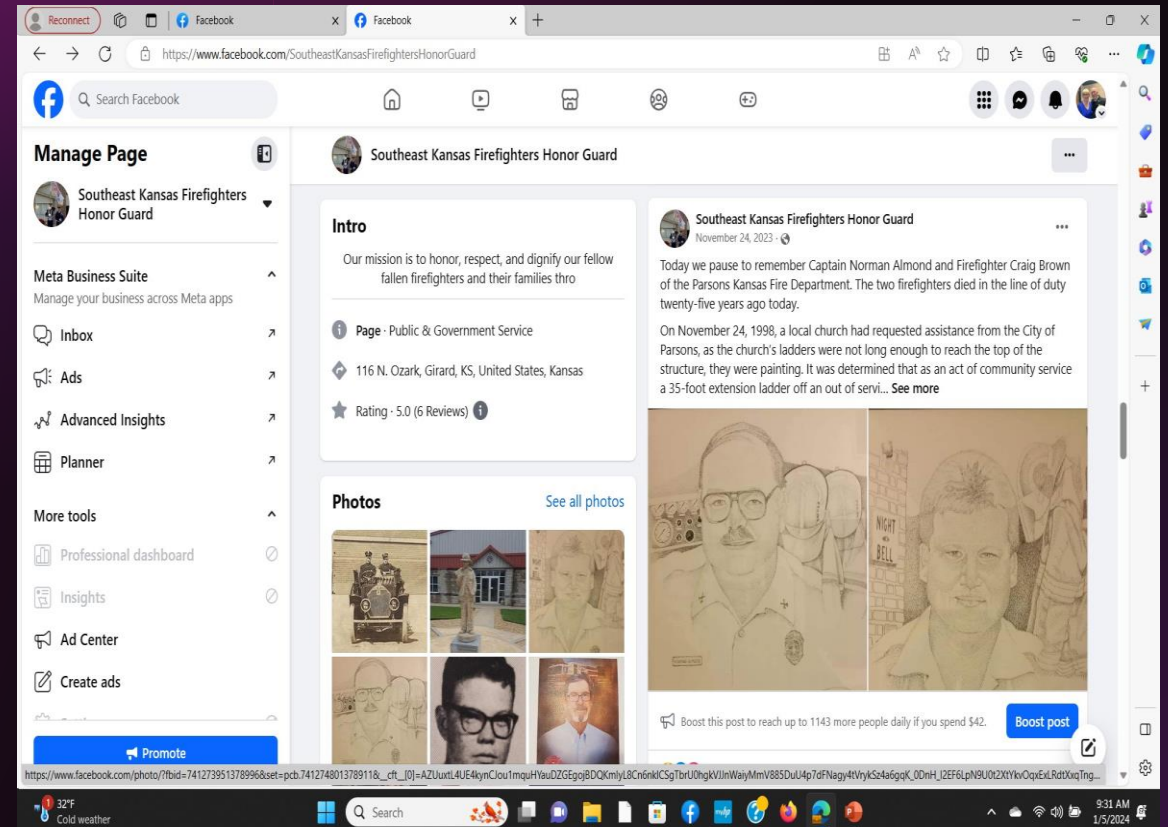 Reconnect
Facebook
Facebook
https://www.facebook.com/SoutheastKansasFirefightersHonorGuard
Search Facebook
Manage Page
Southeast Kansas Firefighters
Honor Guard
Meta Business Suite
Manage your business across Meta apps
Inbox
Ads
Advanced Insights
Planner
More tools
Professional dashboard
Insights
Ad Center
Create ads
Promote
Southeast Kansas Firefighters Honor Guard
Intro
Our mission is to honor, respect, and dignify our fellow
fallen firefighters and their families thro
Page · Public & Government Service
116 N. Ozark, Girard, KS, United States, Kansas
Rating · 5.0 (6 Reviews)
Photos
See all photos
Southeast Kansas Firefighters Honor Guard
November 24, 2023 ·
Today we pause to remember Captain Norman Almond and Firefighter Craig Brown
of the Parsons Kansas Fire Department. The two firefighters died in the line of duty
twenty-five years ago today.
On November 24, 1998, a local church had requested assistance from the City of
Parsons, as the church's ladders were not long enough to reach the top of the
structure, they were painting. It was determined that as an act of community service
a 35-foot extension ladder off an out of servi... See more
NIGHT
BELL
Boost this post to reach up to 1143 more people daily if you spend $42.
Boost post
32°F
Cold weather
Search
9:31 AM
1/5/2024